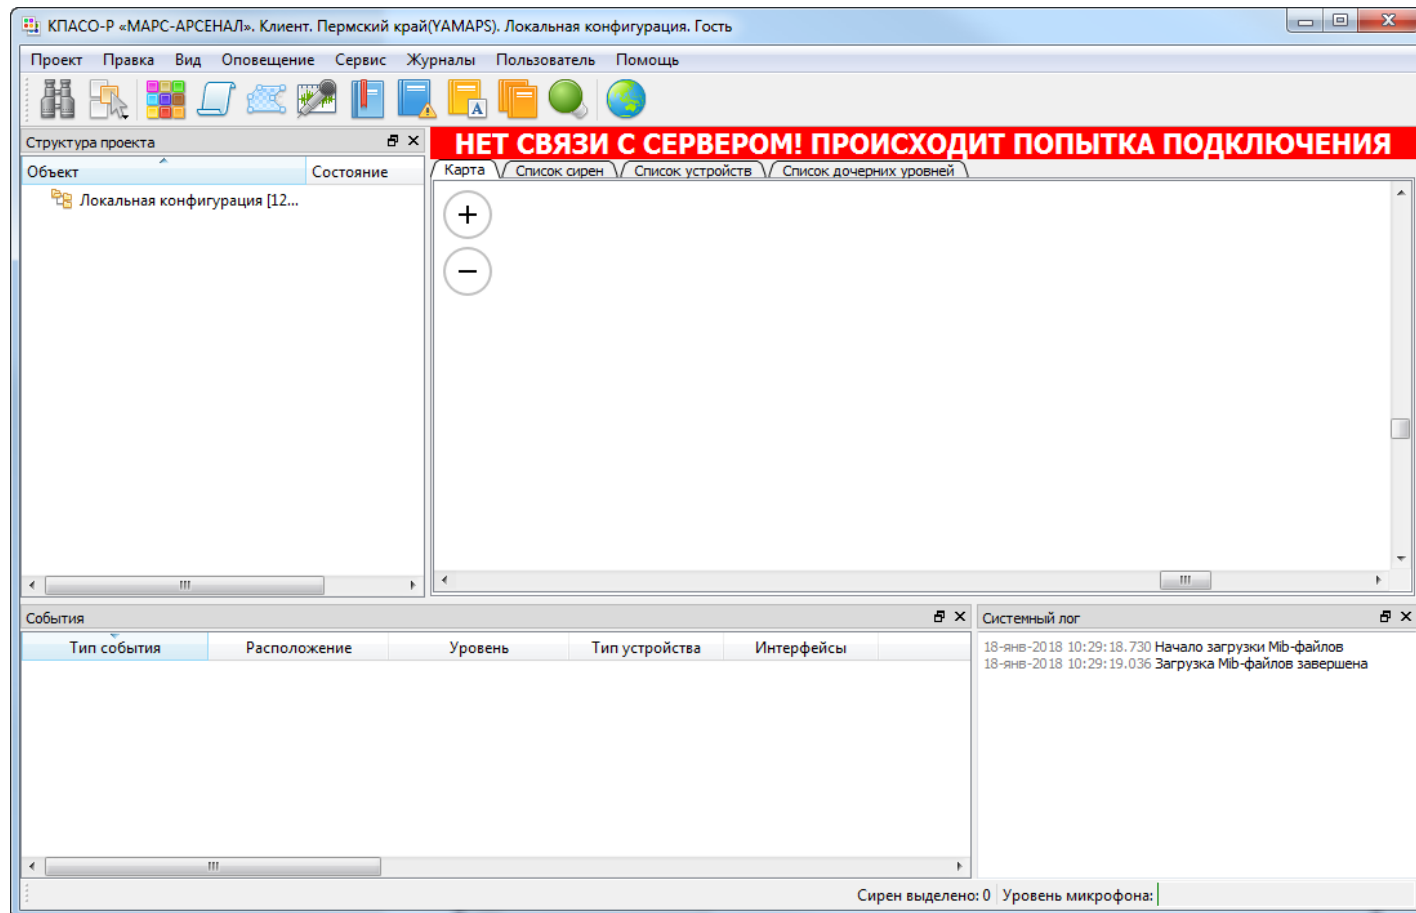 КПАСО-Р «МАРС-АРСЕНАЛ». Клиент. Пермский край(YAMAPS). Локальная конфигурация. Гость
Проект Правка Вид Оповещение Сервис Журналы Пользователь Помощь
A
Структура проекта
Объект Состояние
Локальная конфигурация [12...
НЕТ СВЯЗИ С СЕРВЕРОМ! ПРОИСХОДИТ ПОПЫТКА ПОДКЛЮЧЕНИЯ
Карта Список сирен Список устройств Список дочерних уровней
+
−
События
Тип события Расположение Уровень Тип устройства Интерфейсы
Системный лог
18-янв-2018 10:29:18.730 Начало загрузки Mib-файлов
18-янв-2018 10:29:19.036 Загрузка Mib-файлов завершена
Сирен выделено: 0 Уровень микрофона: